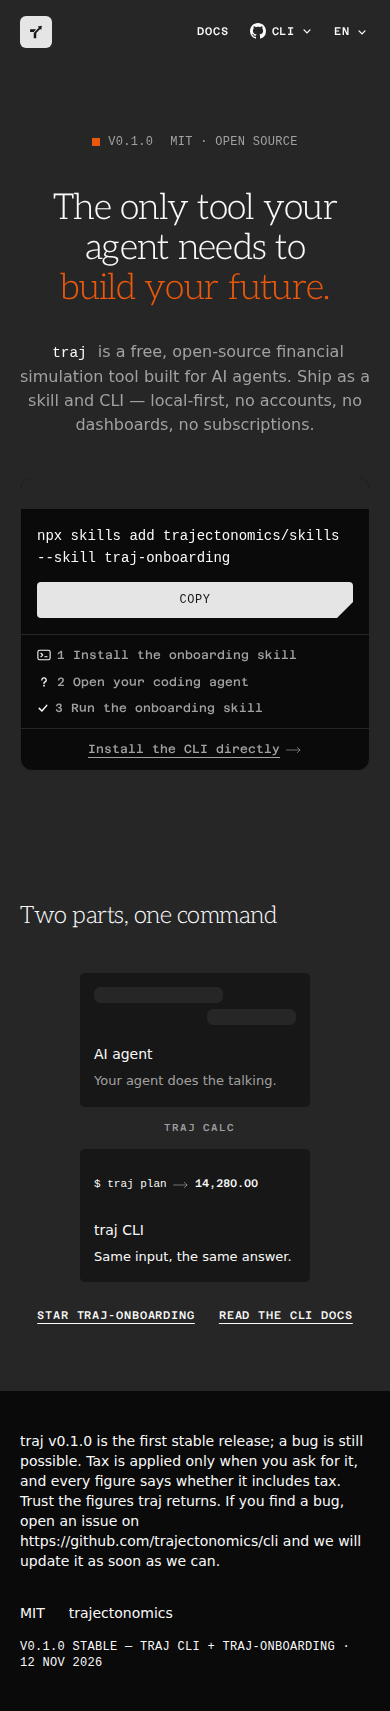 DOCS CLI EN
V0.1.0 MIT · OPEN SOURCE
The only tool your
agent needs to
build your future.
traj is a free, open-source financial
simulation tool built for AI agents. Ship as a
skill and CLI — local-first, no accounts, no
dashboards, no subscriptions.
npx skills add trajectonomics/skills
--skill traj-onboarding
COPY
1 Install the onboarding skill
? 2 Open your coding agent
✓ 3 Run the onboarding skill
Install the CLI directly →
Two parts, one command
AI agent
Your agent does the talking.
TRAJ CALC
$ traj plan → 14,280.00
traj CLI
Same input, the same answer.
STAR TRAJ-ONBOARDING READ THE CLI DOCS
traj v0.1.0 is the first stable release; a bug is still
possible. Tax is applied only when you ask for it,
and every figure says whether it includes tax.
Trust the figures traj returns. If you find a bug,
open an issue on
https://github.com/trajectonomics/cli and we will
update it as soon as we can.
MIT trajectonomics
V0.1.0 STABLE — TRAJ CLI + TRAJ-ONBOARDING ·
12 NOV 2026